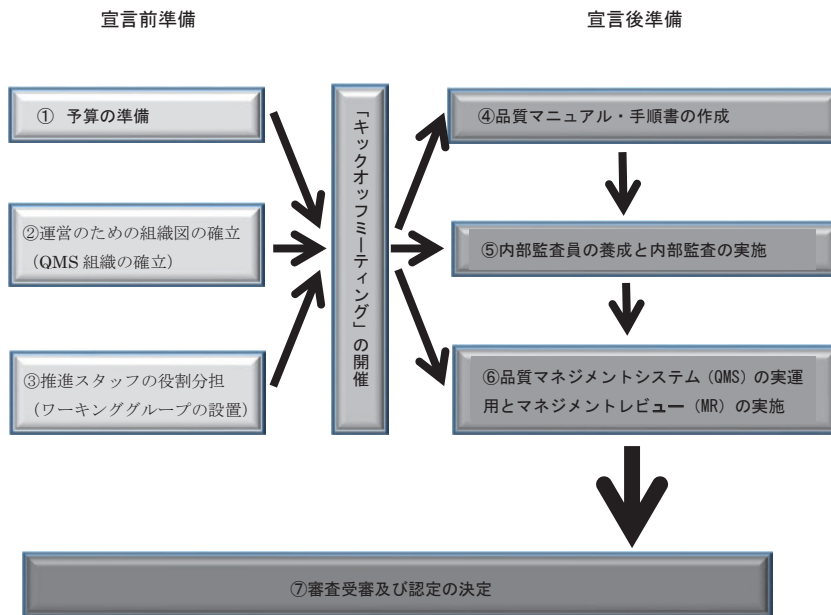 宣言前準備
宣言後準備
① 予算の準備
②運営のための組織図の確立
（QMS 組織の確立）
③推進スタッフの役割分担
（ワーキンググループの設置）
「キックオッフミーティング」の開催
④品質マニュアル・手順書の作成
⑤内部監査員の養成と内部監査の実施
⑥品質マネジメントシステム（QMS）の実運
用とマネジメントレビュー（MR）の実施
⑦審査受審及び認定の決定